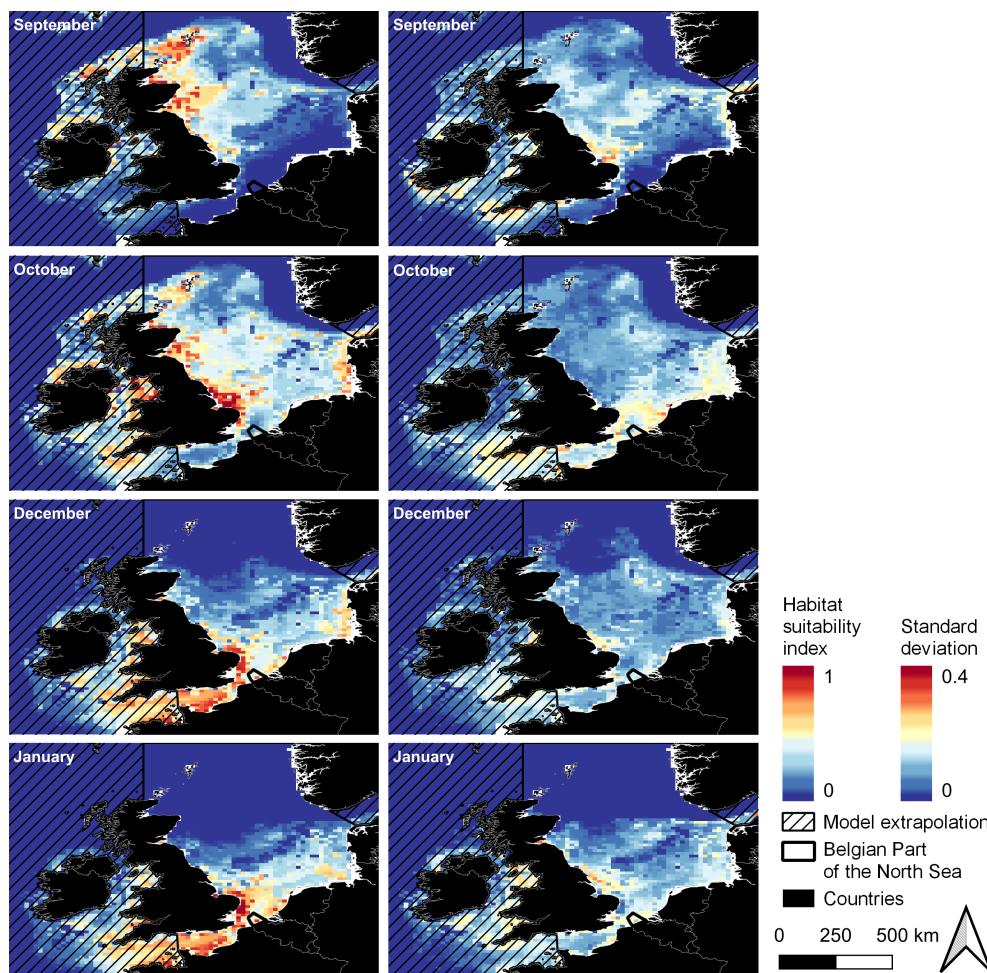 September
October
October
December
December
January
January
Habitat
suitability
index
1
0
Standard
deviation
0.4
0
Model extrapolation
Belgian Part
of the North Sea
Countries
0 250 500 km